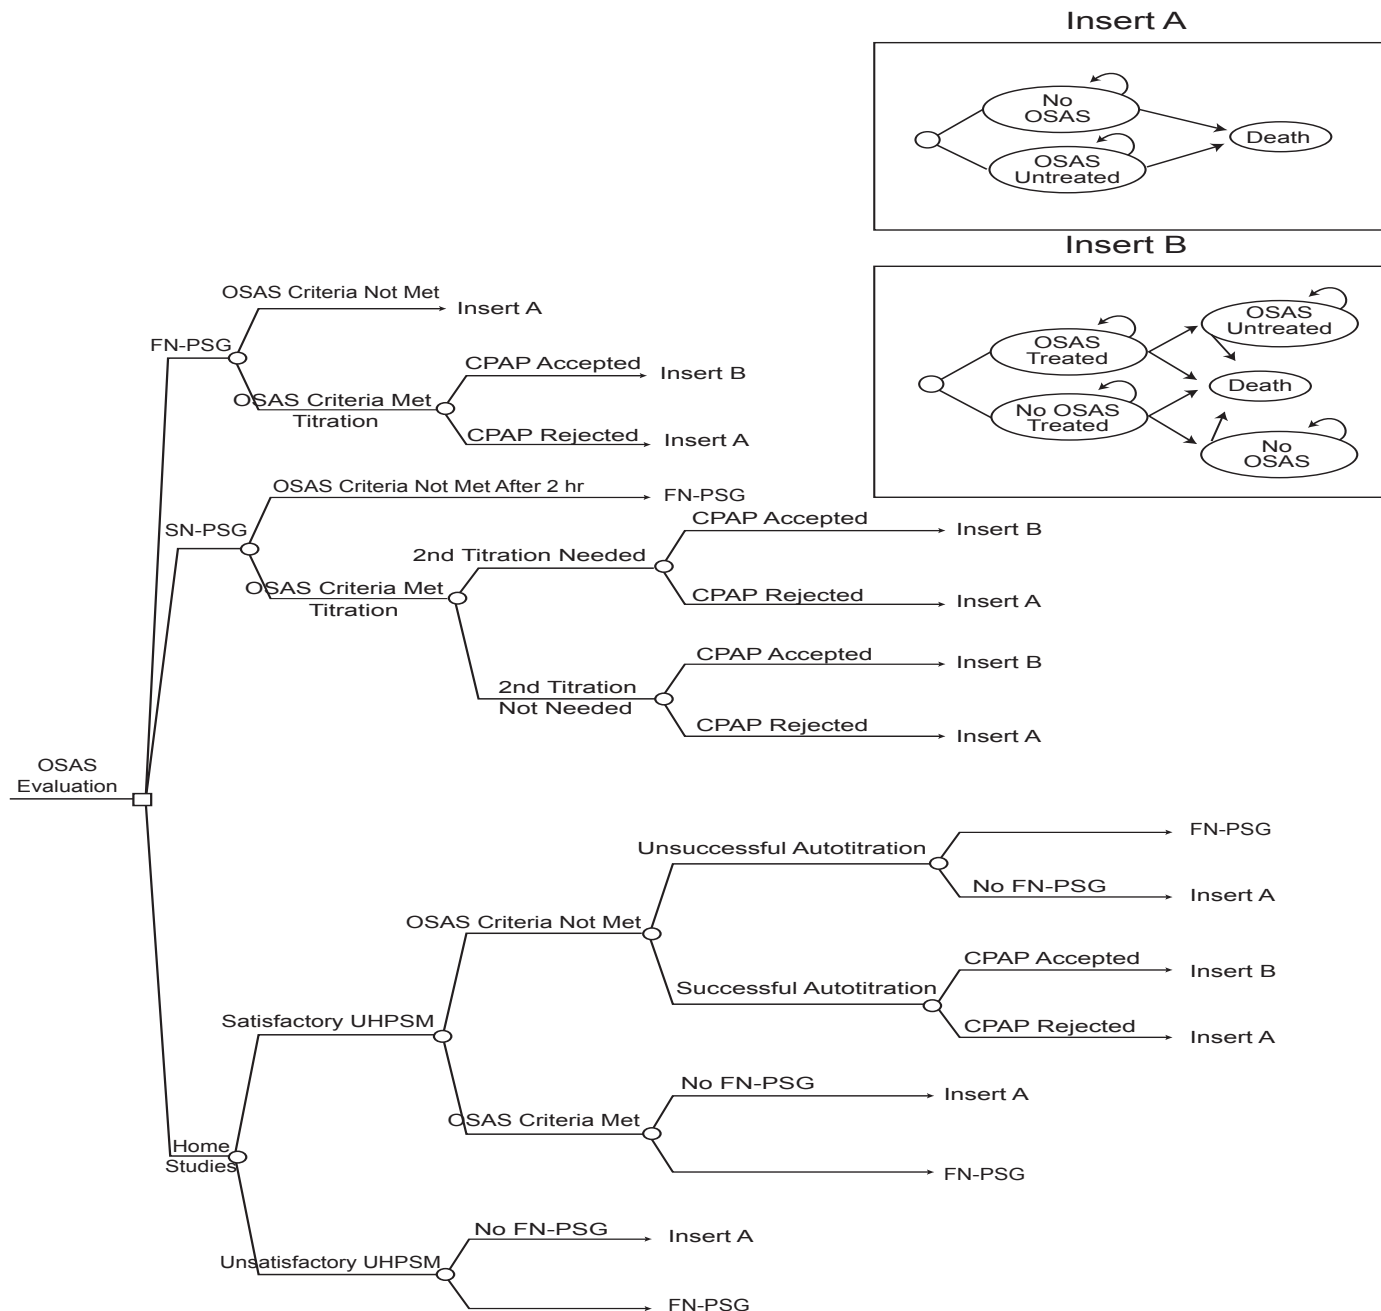 Insert A
No
OSAS
OSAS
Untreated
Death
Insert B
OSAS
Treated
No OSAS
Treated
OSAS
Untreated
Death
No
OSAS
OSAS Criteria Not Met
Insert A
FN-PSG
CPAP Accepted
Insert B
OSAS Criteria Met
Titration
CPAP Rejected
Insert A
OSAS Criteria Not Met After 2 hr
FN-PSG
SN-PSG
CPAP Accepted
Insert B
2nd Titration Needed
OSAS Criteria Met
Titration
CPAP Rejected
Insert A
CPAP Accepted
Insert B
2nd Titration
Not Needed
CPAP Rejected
Insert A
OSAS
Evaluation
FN-PSG
Unsuccessful Autotitration
No FN-PSG
Insert A
OSAS Criteria Not Met
CPAP Accepted
Insert B
Successful Autotitration
Satisfactory UHPSM
CPAP Rejected
Insert A
No FN-PSG
Insert A
OSAS Criteria Met
Home
Studies
FN-PSG
No FN-PSG
Insert A
Unsatisfactory UHPSM
FN-PSG